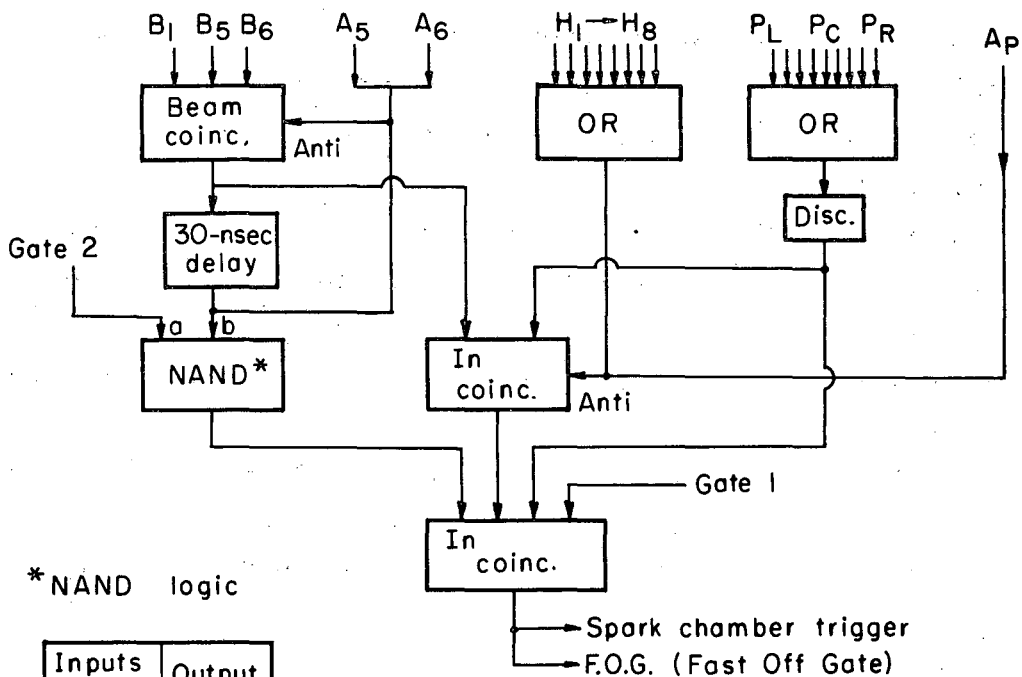 B1 B5 B6 A5 A6 H1→H8 PL PC PR AP
Beam
coinc.
Anti
OR
OR
30-nsec
delay
Disc.
Gate 2
a b
NAND*
In
coinc.
Anti
Gate 1
In
coinc.
*NAND logic
Spark chamber trigger
F.O.G. (Fast Off Gate)
Inputs Output